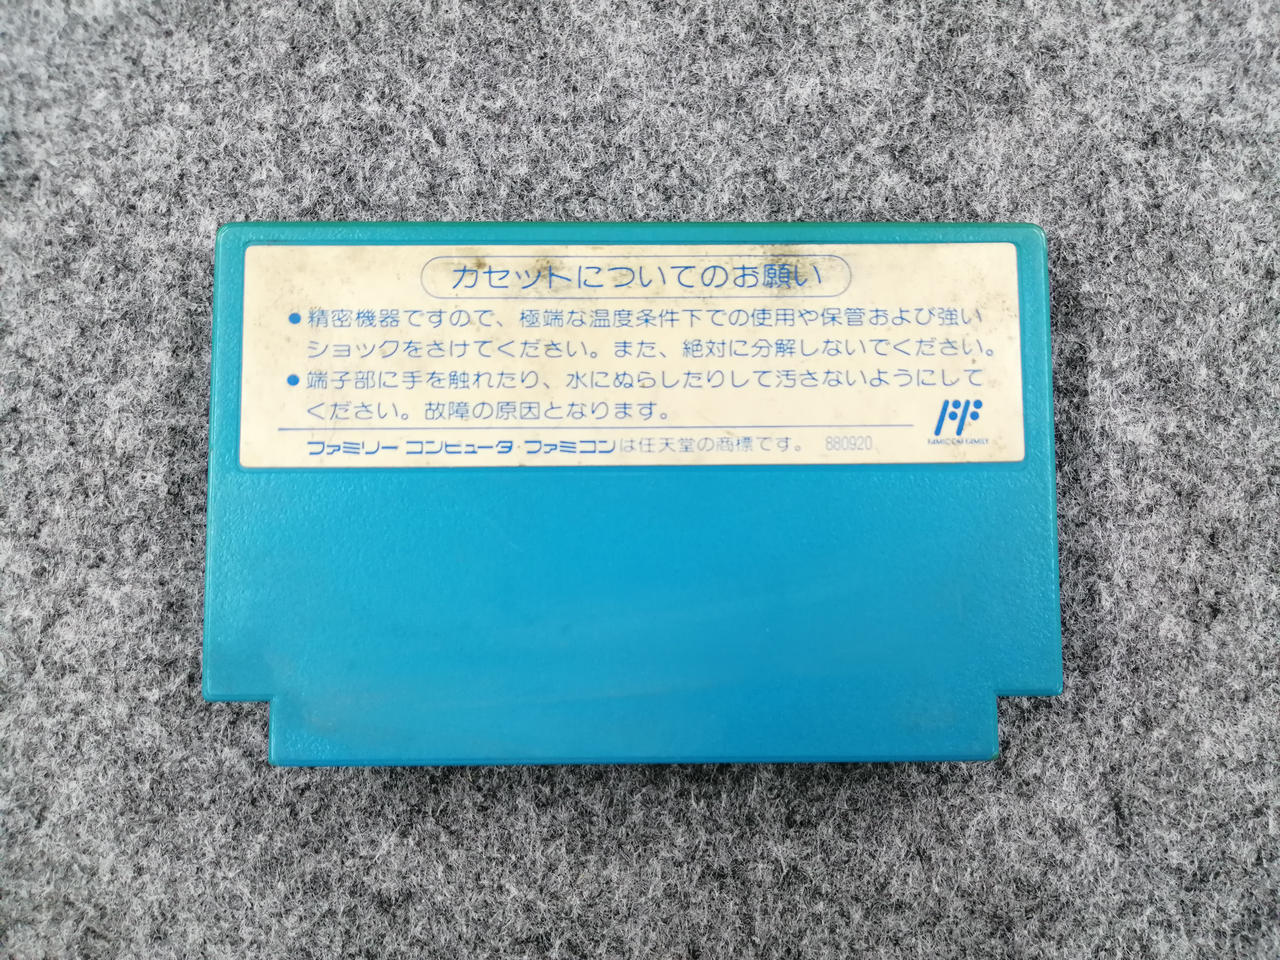 カセットについてのお願い
●精密機器ですので、極端な温度条件下での使用や保管および強い
ショックをさけてください。また、絶対に分解しないでください。
●端子部に手を触れたり、水にぬらしたりして汚さないようにして
ください。故障の原因となります。
FAMICOM FAMILY
ファミリー コンピュータ・ファミコンは任天堂の商標です。 880920